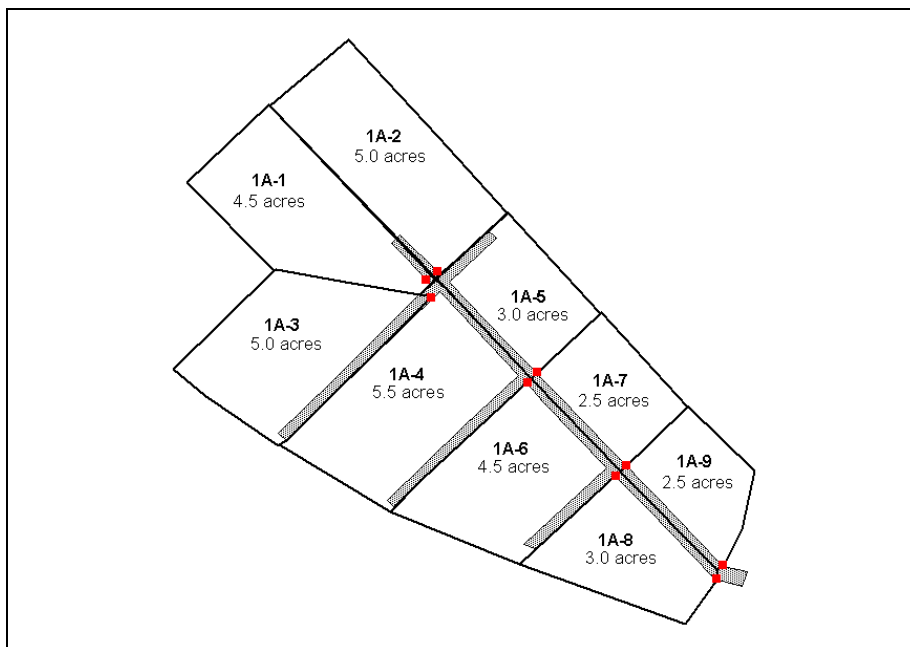 1A-2
5.0 acres
1A-1
4.5 acres
1A-5
3.0 acres
1A-3
5.0 acres
1A-4
5.5 acres
1A-7
2.5 acres
1A-6
4.5 acres
1A-9
2.5 acres
1A-8
3.0 acres